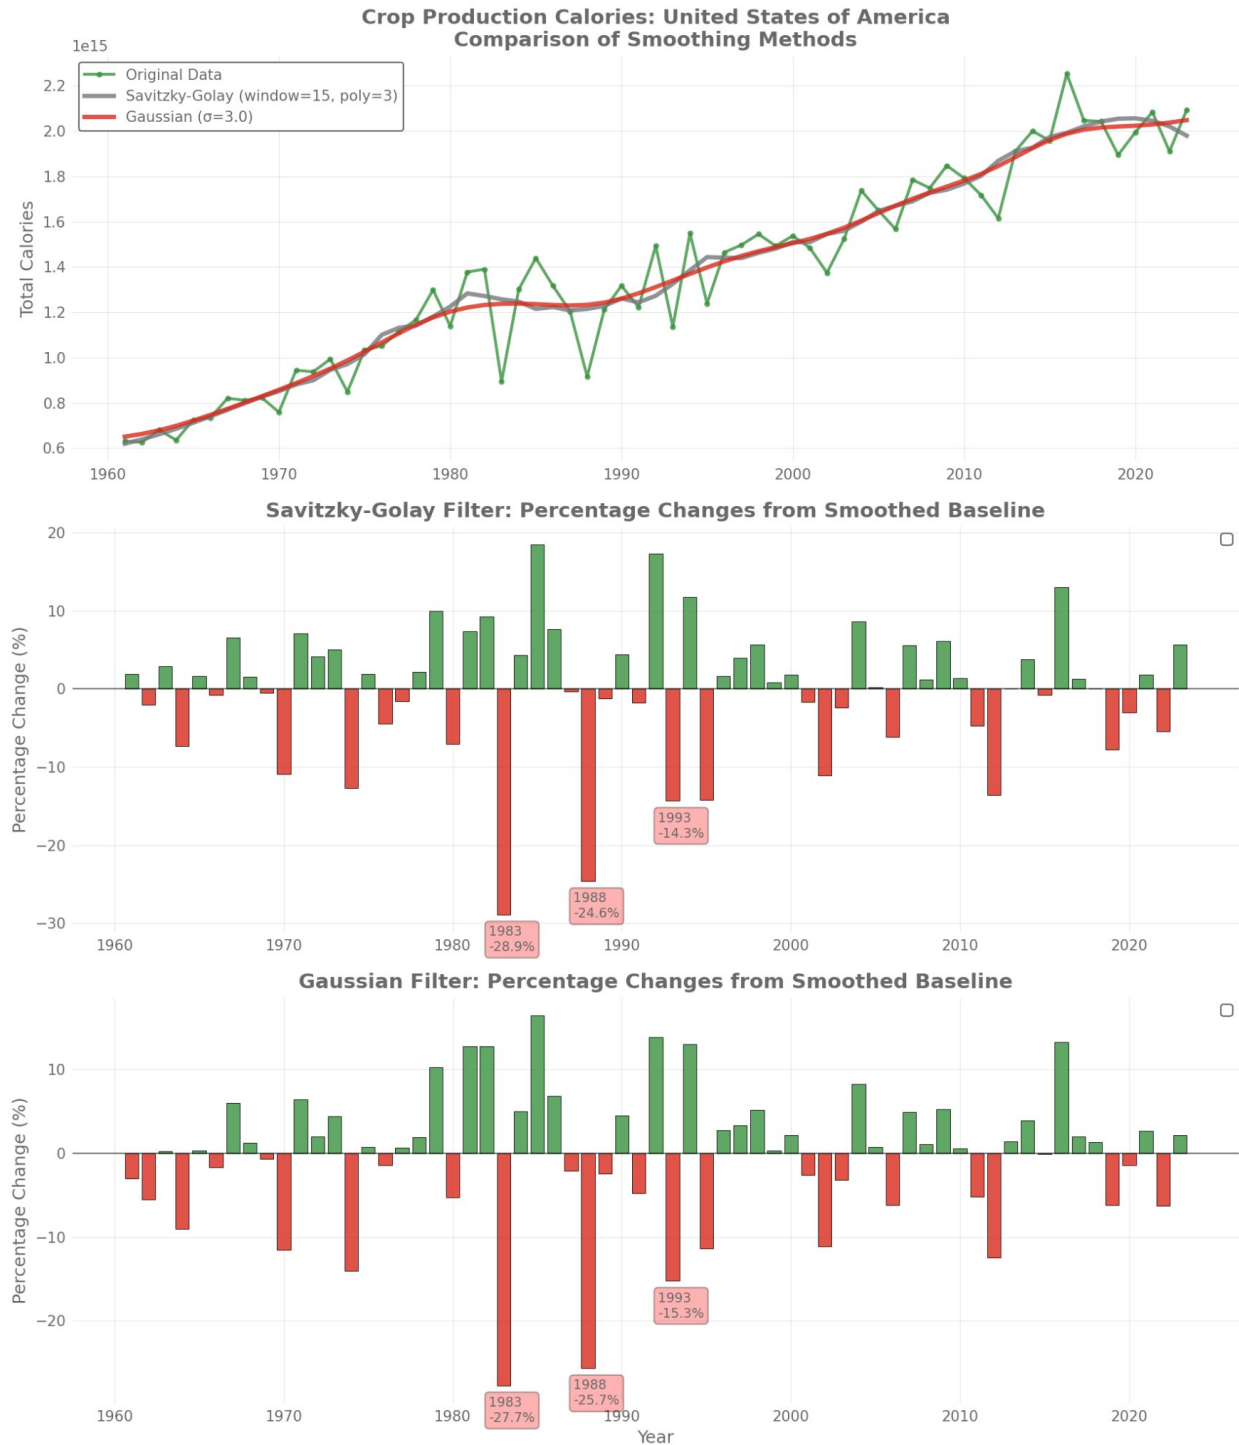 Crop Production Calories: United States of America
Comparison of Smoothing Methods
1e15
Original Data
Savitzky-Golay (window=15, poly=3)
Gaussian (σ=3.0)
Total Calories
2.2
2.0
1.8
1.6
1.4
1.2
1.0
0.8
0.6
1960 1970 1980 1990 2000 2010 2020
Savitzky-Golay Filter: Percentage Changes from Smoothed Baseline
Percentage Change (%)
20
10
0
−10
−20
−30
1993
-14.3%
1988
-24.6%
1983
-28.9%
1960 1970 1980 1990 2000 2010 2020
Gaussian Filter: Percentage Changes from Smoothed Baseline
Percentage Change (%)
10
0
−10
−20
1993
-15.3%
1988
-25.7%
1983
-27.7%
1960 1970 1980 1990 2000 2010 2020
Year